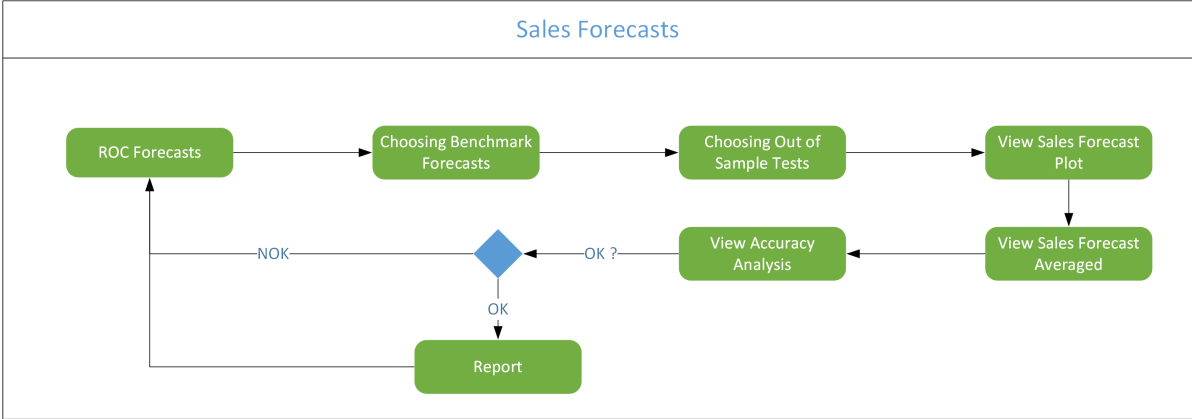 Sales Forecasts
ROC Forecasts
Choosing Benchmark
Forecasts
Choosing Out of
Sample Tests
View Sales Forecast
Plot
View Sales Forecast
Averaged
View Accuracy
Analysis
OK ?
NOK
OK
Report